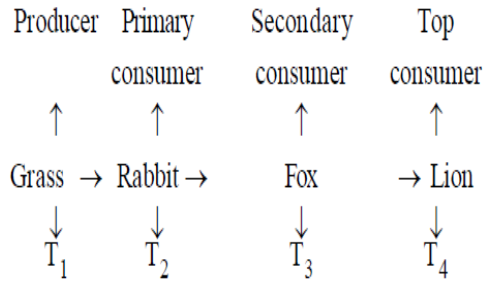 Producer Primary Secondary Top
consumer consumer consumer
↑ ↑ ↑ ↑
Grass → Rabbit → Fox → Lion
↓ ↓ ↓ ↓
T₁ T₂ T₃ T₄